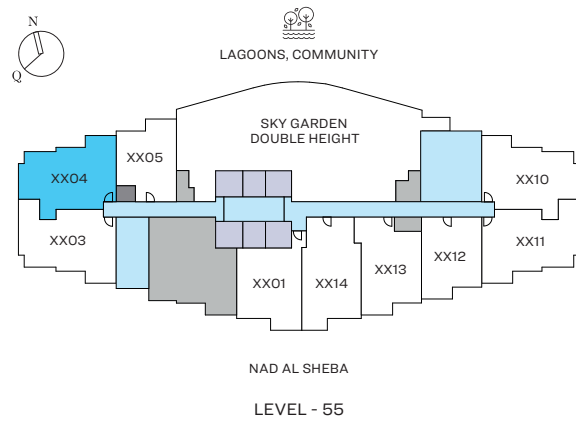 N
Q
LAGOONS, COMMUNITY
SKY GARDEN
DOUBLE HEIGHT
XX05
XX04
XX10
XX03
XX11
XX12
XX13
XX01
XX14
NAD AL SHEBA
LEVEL - 55